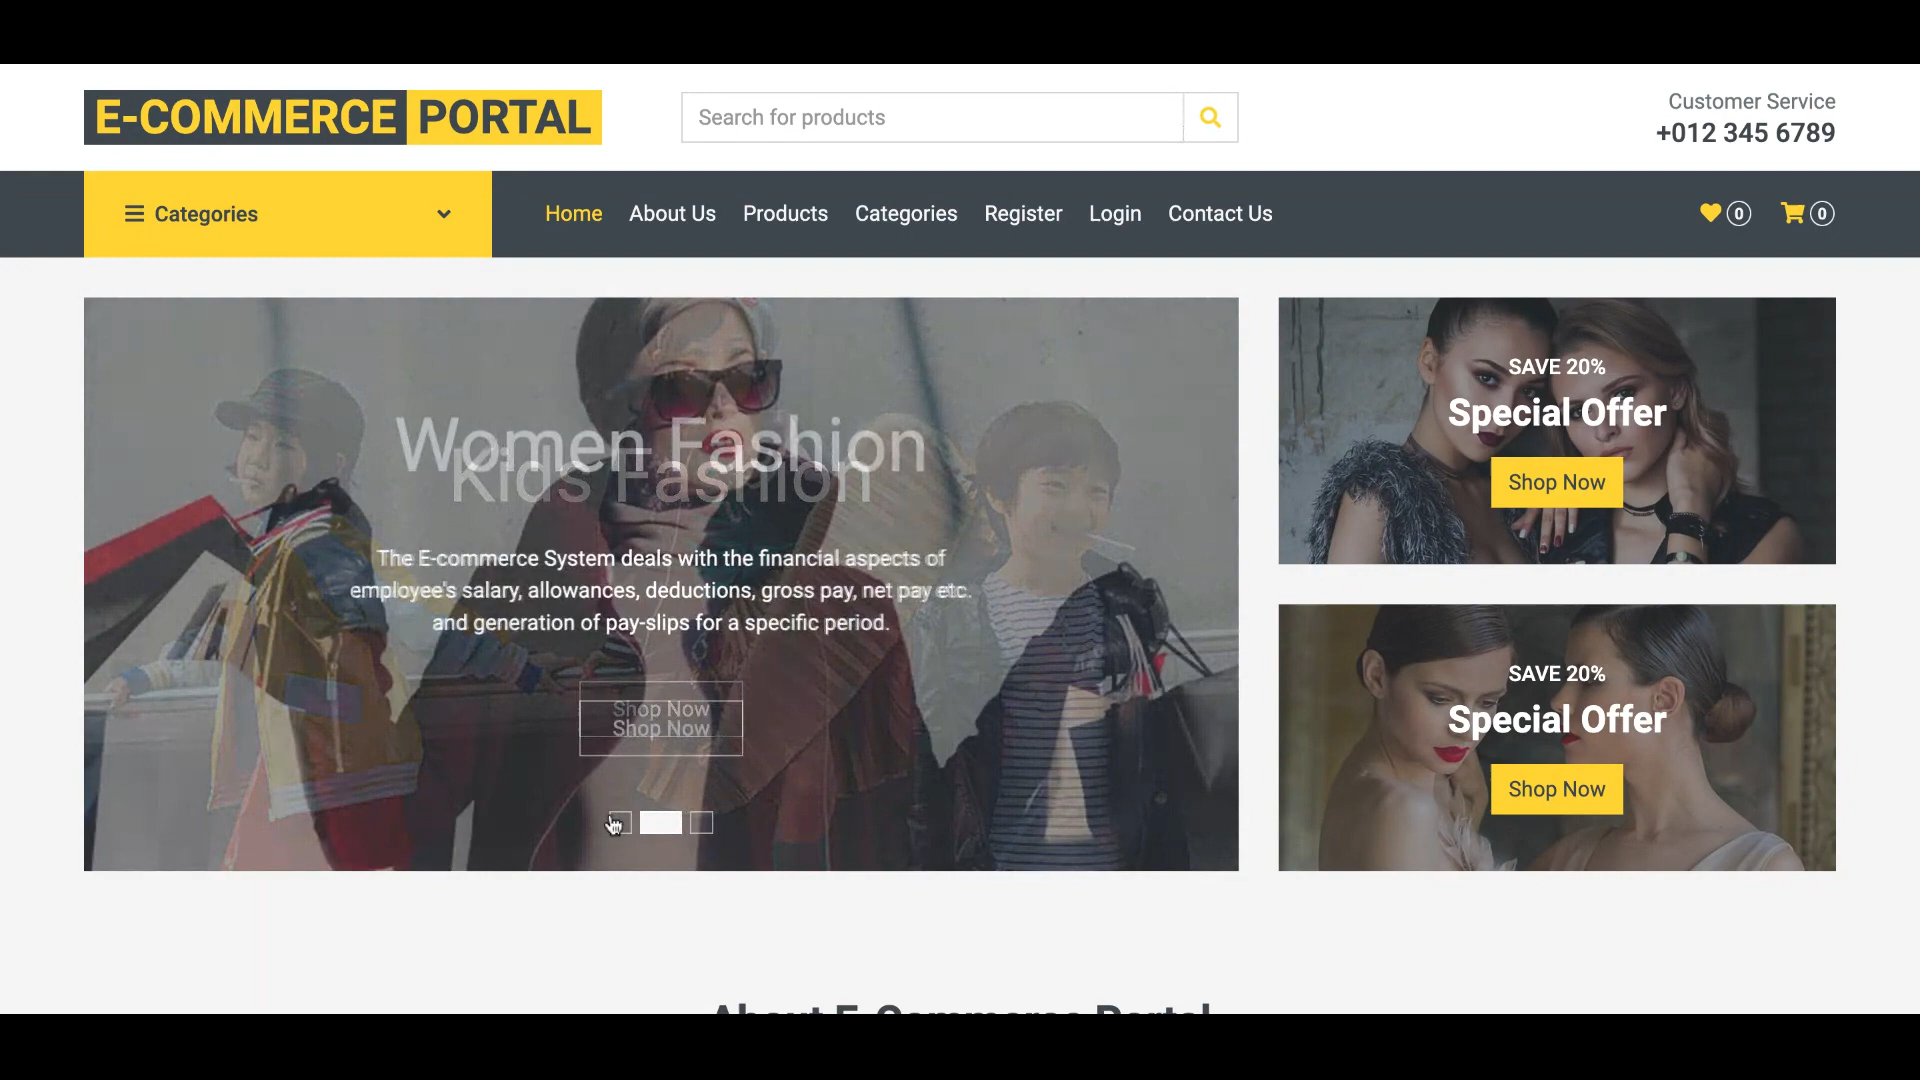 E-COMMERCE PORTAL
Search for products
Customer Service
+012 345 6789
Categories
Home About Us Products Categories Register Login Contact Us
0 0
Women Fashion
Kids Fashion
The E-commerce System deals with the financial aspects of
employee's salary, allowances, deductions, gross pay, net pay etc.
and generation of pay-slips for a specific period.
Shop Now
Shop Now
SAVE 20%
Special Offer
Shop Now
SAVE 20%
Special Offer
Shop Now
About E-Commerce Portal